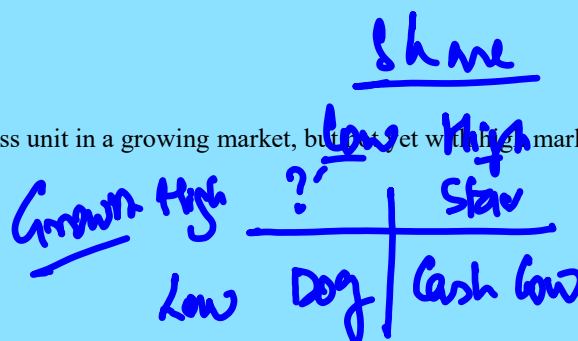 Share
ss unit in a growing market, but not yet with high mark
Low High
Growth High ? Star
Low Dog Cash Cow